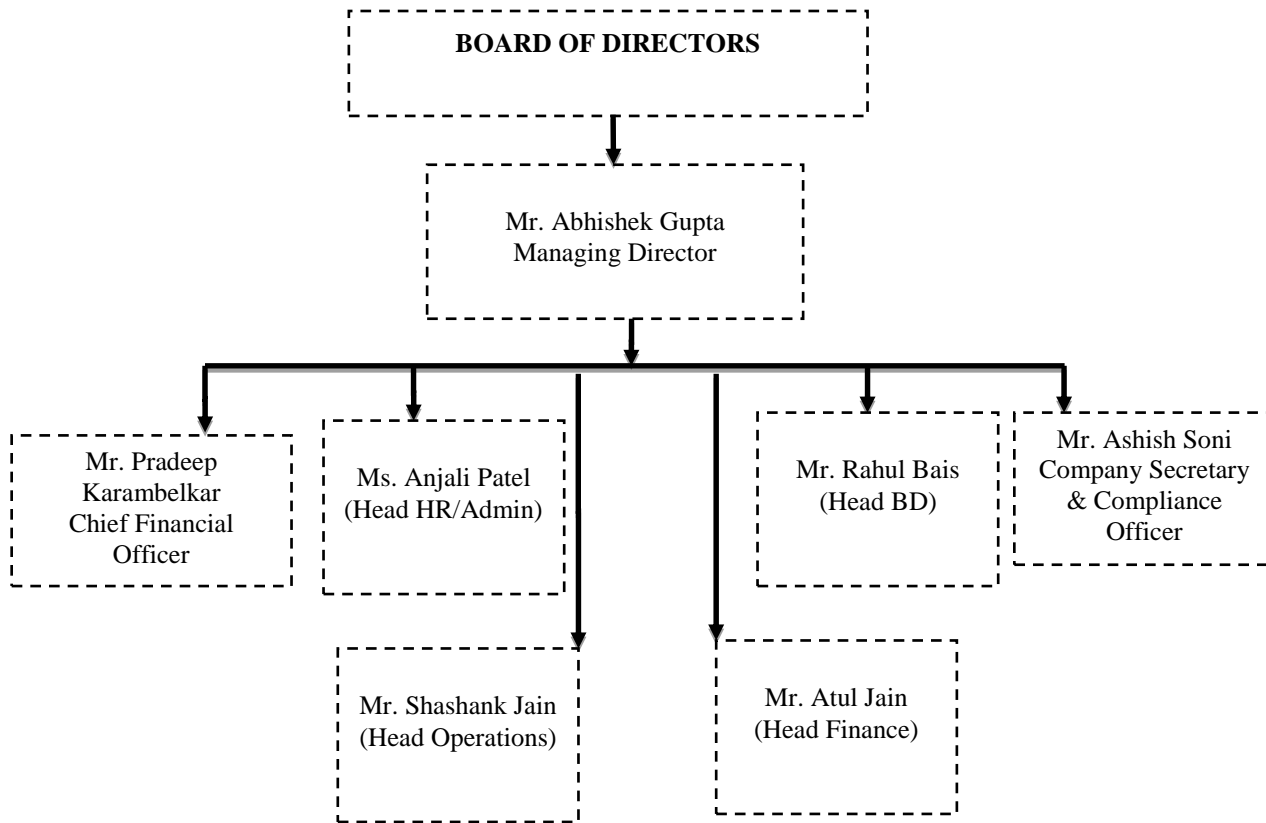 BOARD OF DIRECTORS
Mr. Abhishek Gupta
Managing Director
Mr. Pradeep
Karambelkar
Chief Financial
Officer
Ms. Anjali Patel
(Head HR/Admin)
Mr. Rahul Bais
(Head BD)
Mr. Ashish Soni
Company Secretary
& Compliance
Officer
Mr. Shashank Jain
(Head Operations)
Mr. Atul Jain
(Head Finance)